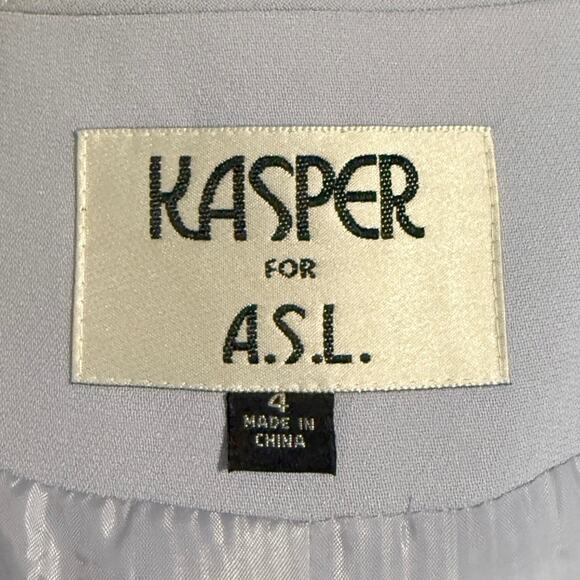 KASPER
FOR
A.S.L.
4
MADE IN
CHINA